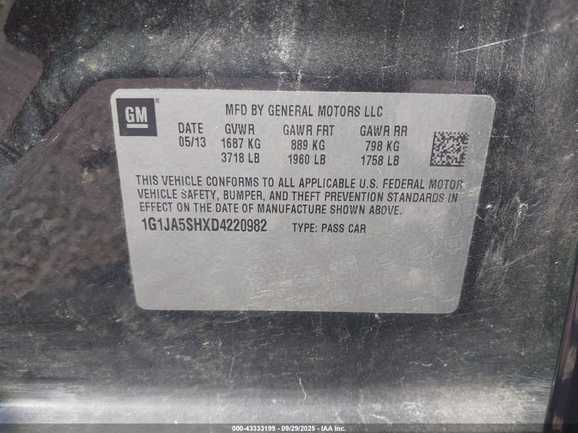 GM
MFD BY GENERAL MOTORS LLC
DATE GVWR GAWR FRT GAWR RR
05/13 1687 KG 889 KG 798 KG
3718 LB 1960 LB 1758 LB
THIS VEHICLE CONFORMS TO ALL APPLICABLE U.S. FEDERAL MOTOR
VEHICLE SAFETY, BUMPER, AND THEFT PREVENTION STANDARDS IN
EFFECT ON THE DATE OF MANUFACTURE SHOWN ABOVE.
1G1JA5SHXD4220982 TYPE: PASS CAR
000-43333195 - 09/29/2025 - IAA Inc.